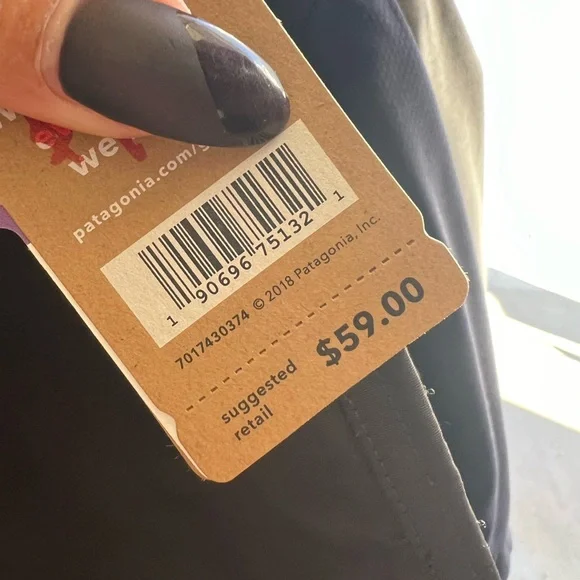 we
patagonia.com/
1 90696 75132 1
7017430374 © 2018 Patagonia, Inc.
suggested
retail
$59.00